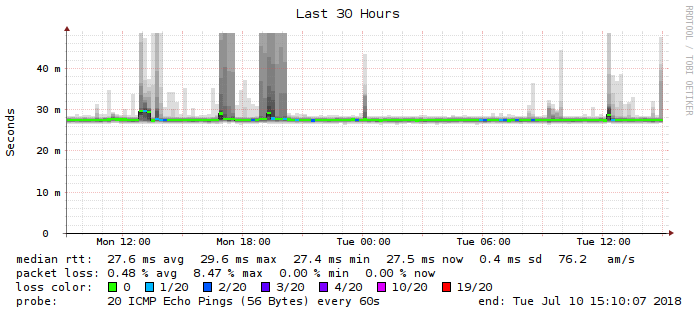 Last 30 Hours
RRDTOOL / TOBI OETIKER
Seconds
40 m
30 m
20 m
10 m
0
Mon 12:00 Mon 18:00 Tue 00:00 Tue 06:00 Tue 12:00
median rtt: 27.6 ms avg 29.6 ms max 27.4 ms min 27.5 ms now 0.4 ms sd 76.2 am/s
packet loss: 0.48 % avg 8.47 % max 0.00 % min 0.00 % now
loss color: 0 1/20 2/20 3/20 4/20 10/20 19/20
probe: 20 ICMP Echo Pings (56 Bytes) every 60s end: Tue Jul 10 15:10:07 2018